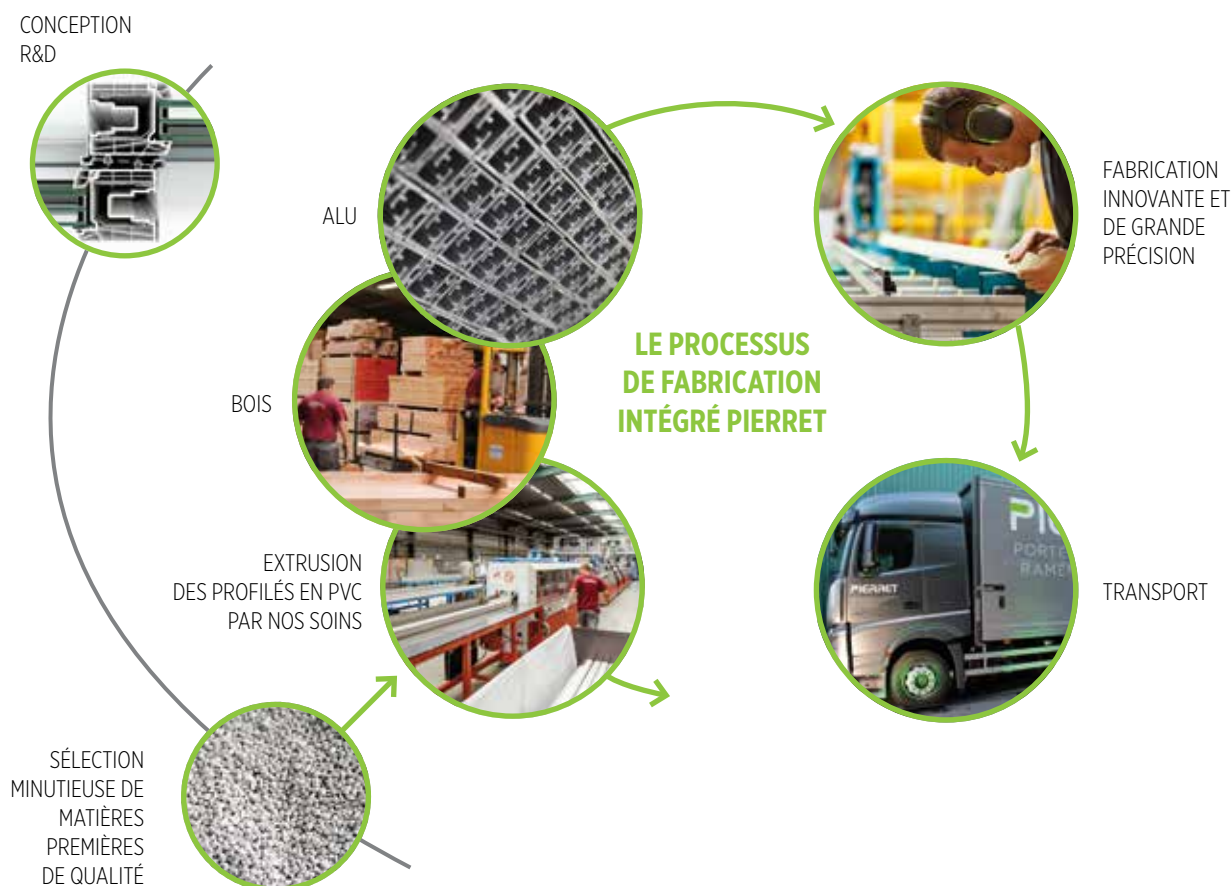 CONCEPTION
R&D
ALU
BOIS
EXTRUSION
DES PROFILÉS EN PVC
PAR NOS SOINS
SÉLECTION
MINUTIEUSE DE
MATIÈRES
PREMIÈRES
DE QUALITÉ
LE PROCESSUS
DE FABRICATION
INTÉGRÉ PIERRET
FABRICATION
INNOVANTE ET
DE GRANDE
PRÉCISION
PIERRET
TRANSPORT